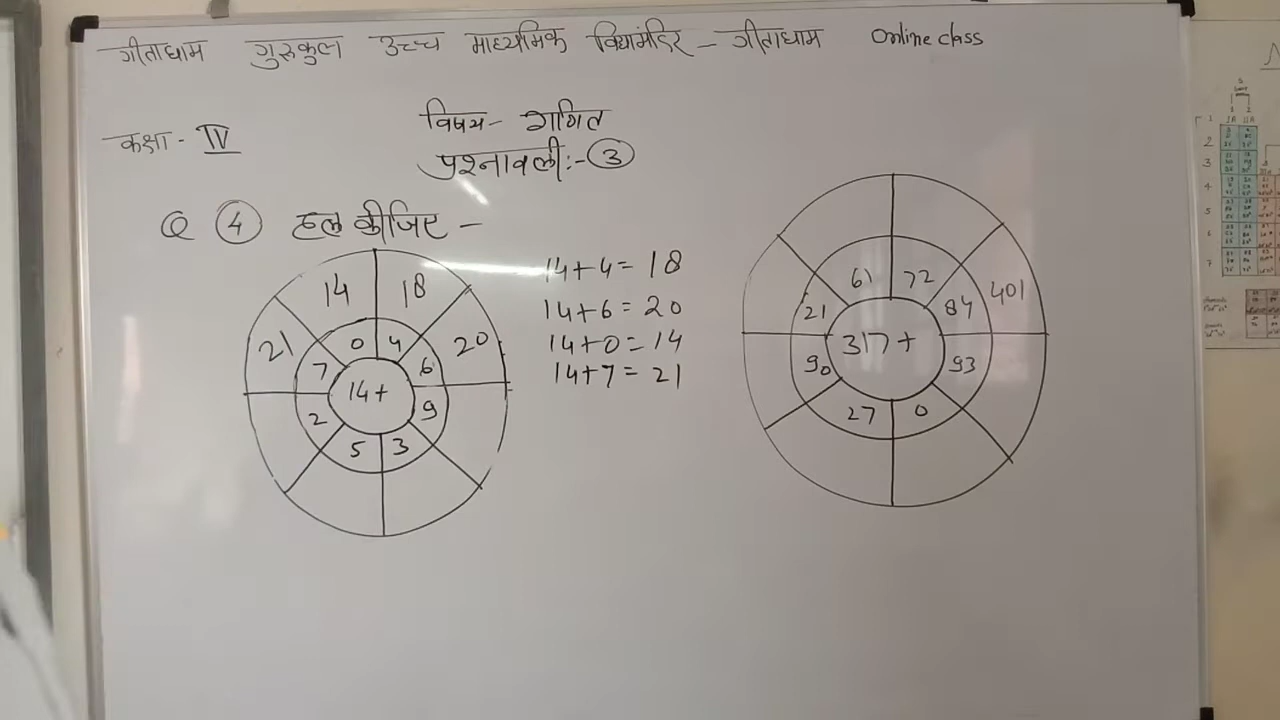 गीताधाम गुरुकुल उच्च माध्यमिक विद्यामंदिर - गीताधाम Online class
विषय - गणित
कक्षा - IV
प्रश्नावली :- 3
Q 4 हल कीजिए -
14 18
21 20
0 4
7 6
14+
2 9
5 3
14+4= 18
14+6 = 20
14+0 = 14
14+7 = 21
61 72
21 84 401
317+
90 93
27 0